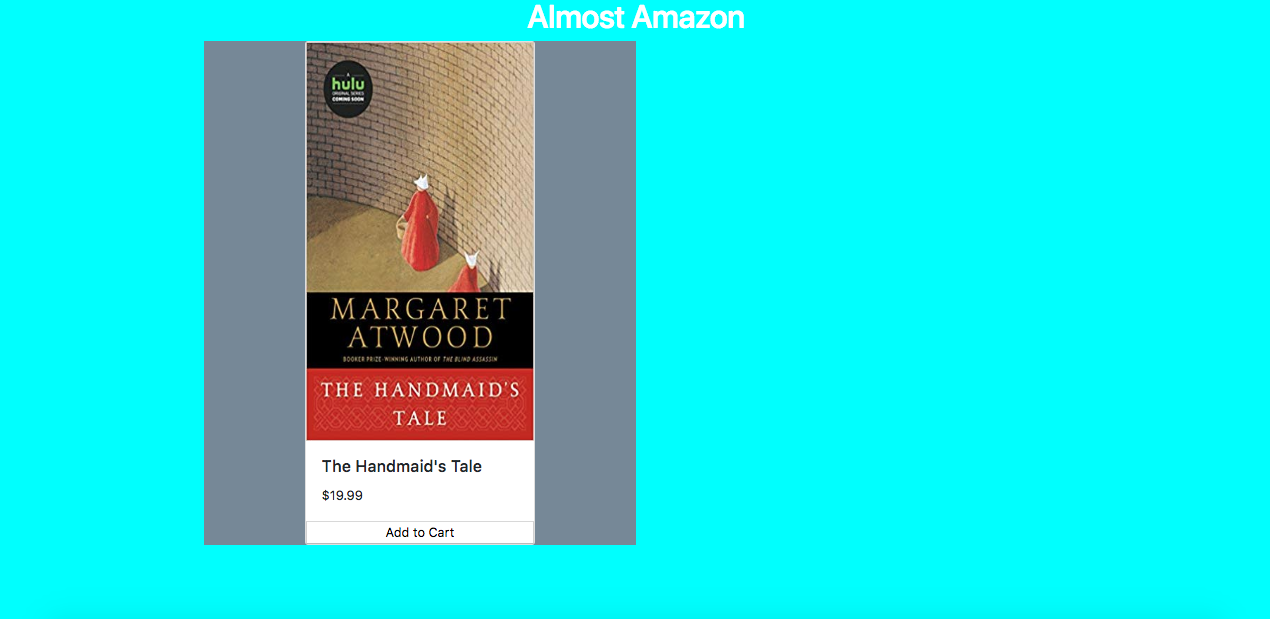 Almost Amazon
A
hulu
ORIGINAL SERIES
COMING SOON
MARGARET
ATWOOD
BOOKER PRIZE-WINNING AUTHOR OF THE BLIND ASSASSIN
THE HANDMAID'S
TALE
The Handmaid's Tale
$19.99
Add to Cart